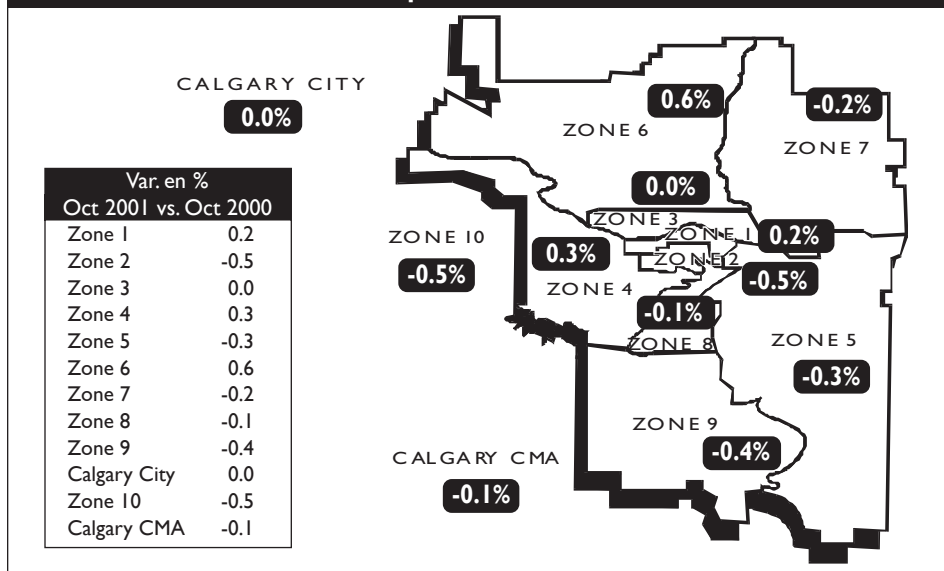 CALGARY CITY
0.0%
Var. en %
Oct 2001 vs. Oct 2000
Zone 1 0.2
Zone 2 -0.5
Zone 3 0.0
Zone 4 0.3
Zone 5 -0.3
Zone 6 0.6
Zone 7 -0.2
Zone 8 -0.1
Zone 9 -0.4
Calgary City 0.0
Zone 10 -0.5
Calgary CMA -0.1
0.6%
ZONE 6
-0.2%
ZONE 7
0.0%
ZONE 3
ZONE 1
0.2%
ZONE 10
-0.5%
0.3%
ZONE 4
ZONE 2
-0.5%
-0.1%
ZONE 8
ZONE 5
-0.3%
ZONE 9
-0.4%
CALGARY CMA
-0.1%